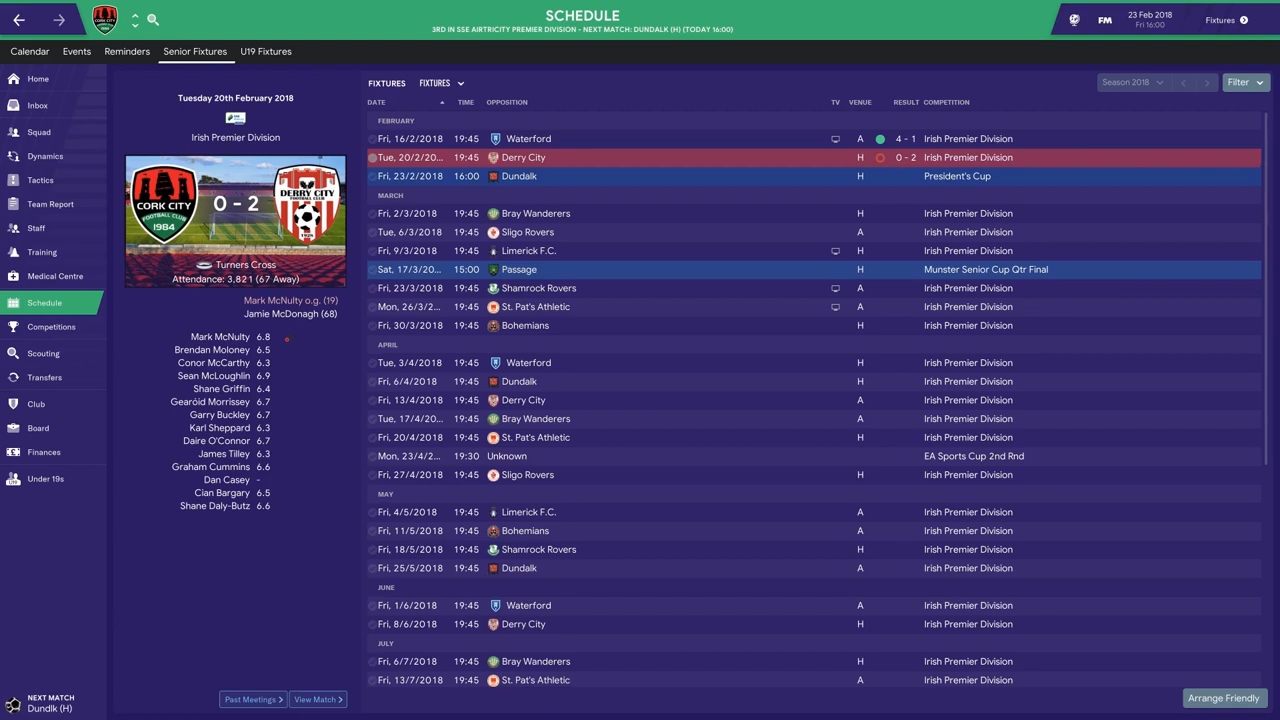 SCHEDULE
3RD IN SSE AIRTRICITY PREMIER DIVISION - NEXT MATCH: DUNDALK (H) (TODAY 16:00)
FM
23 Feb 2018
Fri 16:00
Fixtures
Calendar Events Reminders Senior Fixtures U19 Fixtures
Home
Inbox
Squad
Dynamics
Tactics
Team Report
Staff
Training
Medical Centre
Schedule
Competitions
Scouting
Transfers
Club
Board
Finances
Under 19s
NEXT MATCH
Dundlk (H)
Tuesday 20th February 2018
Irish Premier Division
CORK CITY
FOOTBALL CLUB
1984
0 - 2
DERRY CITY
FOOTBALL CLUB
1928
Turners Cross
Attendance: 3,821 (67 Away)
Mark McNulty o.g. (19)
Jamie McDonagh (68)
Mark McNulty 6.8
Brendan Moloney 6.5
Conor McCarthy 6.3
Sean McLoughlin 6.9
Shane Griffin 6.4
Gearóid Morrissey 6.7
Garry Buckley 6.7
Karl Sheppard 6.3
Daire O'Connor 6.7
James Tilley 6.3
Graham Cummins 6.6
Dan Casey -
Cian Bargary 6.5
Shane Daly-Butz 6.6
Past Meetings View Match
FIXTURES FIXTURES
Season 2018 Filter
DATE TIME OPPOSITION TV VENUE RESULT COMPETITION
FEBRUARY
Fri, 16/2/2018 19:45 Waterford A 4 - 1 Irish Premier Division
Tue, 20/2/20... 19:45 Derry City H 0 - 2 Irish Premier Division
Fri, 23/2/2018 16:00 Dundalk H President's Cup
MARCH
Fri, 2/3/2018 19:45 Bray Wanderers H Irish Premier Division
Tue, 6/3/2018 19:45 Sligo Rovers A Irish Premier Division
Fri, 9/3/2018 19:45 Limerick F.C. H Irish Premier Division
Sat, 17/3/20... 15:00 Passage H Munster Senior Cup Qtr Final
Fri, 23/3/2018 19:45 Shamrock Rovers A Irish Premier Division
Mon, 26/3/2... 19:45 St. Pat's Athletic A Irish Premier Division
Fri, 30/3/2018 19:45 Bohemians H Irish Premier Division
APRIL
Tue, 3/4/2018 19:45 Waterford H Irish Premier Division
Fri, 6/4/2018 19:45 Dundalk H Irish Premier Division
Fri, 13/4/2018 19:45 Derry City A Irish Premier Division
Tue, 17/4/20... 19:45 Bray Wanderers A Irish Premier Division
Fri, 20/4/2018 19:45 St. Pat's Athletic H Irish Premier Division
Mon, 23/4/2... 19:30 Unknown EA Sports Cup 2nd Rnd
Fri, 27/4/2018 19:45 Sligo Rovers H Irish Premier Division
MAY
Fri, 4/5/2018 19:45 Limerick F.C. A Irish Premier Division
Fri, 11/5/2018 19:45 Bohemians A Irish Premier Division
Fri, 18/5/2018 19:45 Shamrock Rovers H Irish Premier Division
Fri, 25/5/2018 19:45 Dundalk A Irish Premier Division
JUNE
Fri, 1/6/2018 19:45 Waterford A Irish Premier Division
Fri, 8/6/2018 19:45 Derry City H Irish Premier Division
JULY
Fri, 6/7/2018 19:45 Bray Wanderers H Irish Premier Division
Fri, 13/7/2018 19:45 St. Pat's Athletic A Irish Premier Division
Arrange Friendly